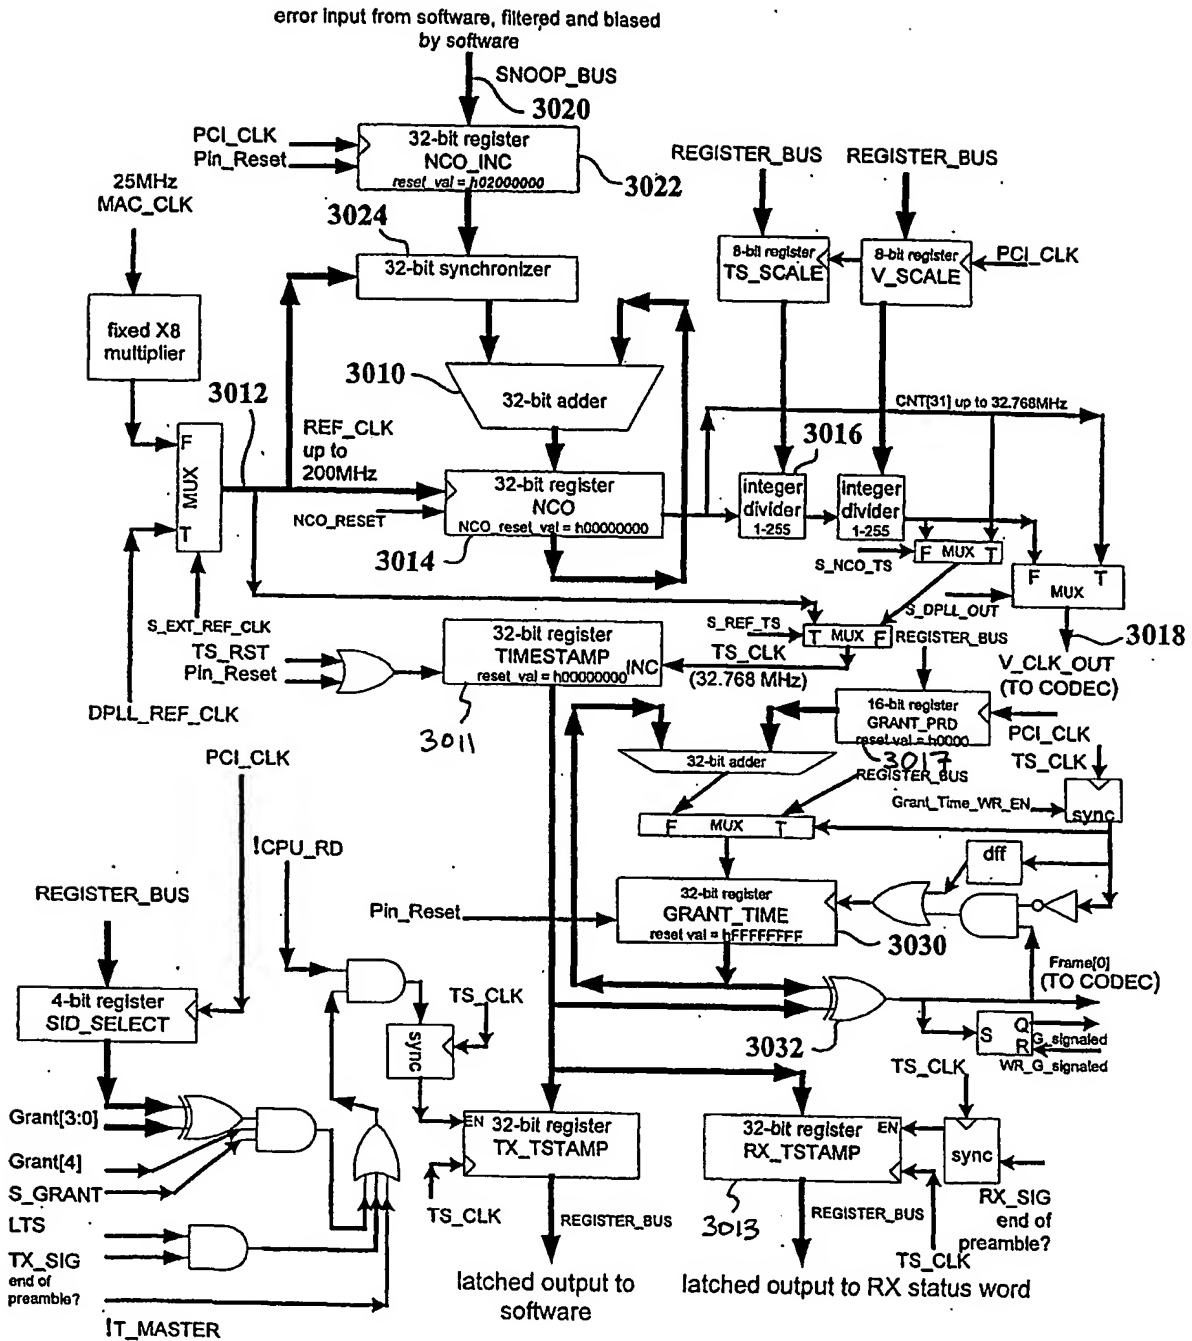 error input from software, filtered and biased
by software
SNOOP_BUS
3020
PCI_CLK
Pin_Reset
32-bit register
NCO_INC
reset_val = h02000000
3022
REGISTER_BUS
REGISTER_BUS
25MHz
MAC_CLK
3024
32-bit synchronizer
8-bit register
TS_SCALE
8-bit register
V_SCALE
PCI_CLK
fixed X8
multiplier
3010
32-bit adder
CNT[31] up to 32.768MHz
3012
REF_CLK
up to
200MHz
F
MUX
T
3016
32-bit register
NCO
NCO_reset_val = h00000000
NCO_RESET
integer
divider
1-255
integer
divider
1-255
3014
F MUX T
S_NCO_TS
F T
MUX
S_DPLL_OUT
S_EXT_REF_CLK
S_REF_TS
T MUX F
REGISTER_BUS
3018
TS_RST
Pin_Reset
32-bit register
TIMESTAMP
reset_val = h00000000
INC
TS_CLK
(32.768 MHz)
V_CLK_OUT
(TO CODEC)
DPLL_REF_CLK
3011
16-bit register
GRANT_PRD
reset val = h0000
3017
PCI_CLK
TS_CLK
PCI_CLK
32-bit adder
REGISTER_BUS
Grant_Time_WR_EN
sync
F MUX T
!CPU_RD
dff
REGISTER_BUS
Pin_Reset
32-bit register
GRANT_TIME
reset val = hFFFFFFFF
3030
Frame[0]
(TO CODEC)
4-bit register
SID_SELECT
TS_CLK
sync
3032
S Q
R
G_signaled
WR_G_signated
TS_CLK
Grant[3:0]
EN
32-bit register
TX_TSTAMP
32-bit register
RX_TSTAMP
EN
sync
Grant[4]
S_GRANT
LTS
TX_SIG
end of
preamble?
TS_CLK
REGISTER_BUS
3013
REGISTER_BUS
RX_SIG
end of
preamble?
TS_CLK
latched output to
software
latched output to RX status word
!T_MASTER